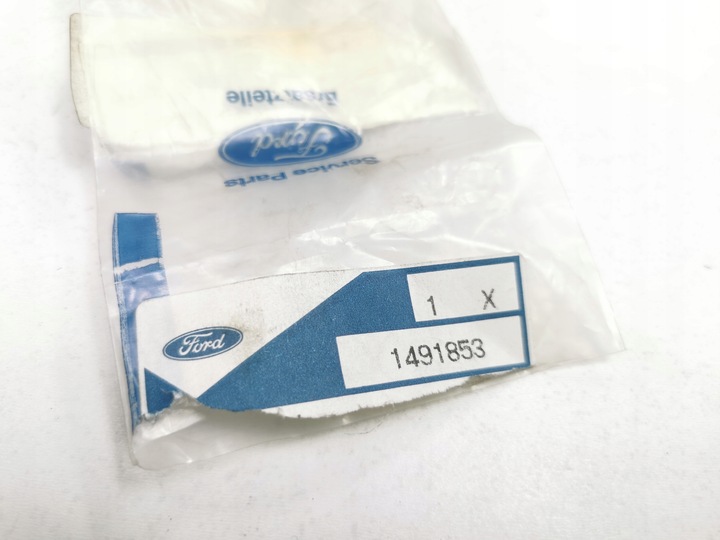 Ersatzteile
Ford
Service Parts
1 X
Ford
1491853